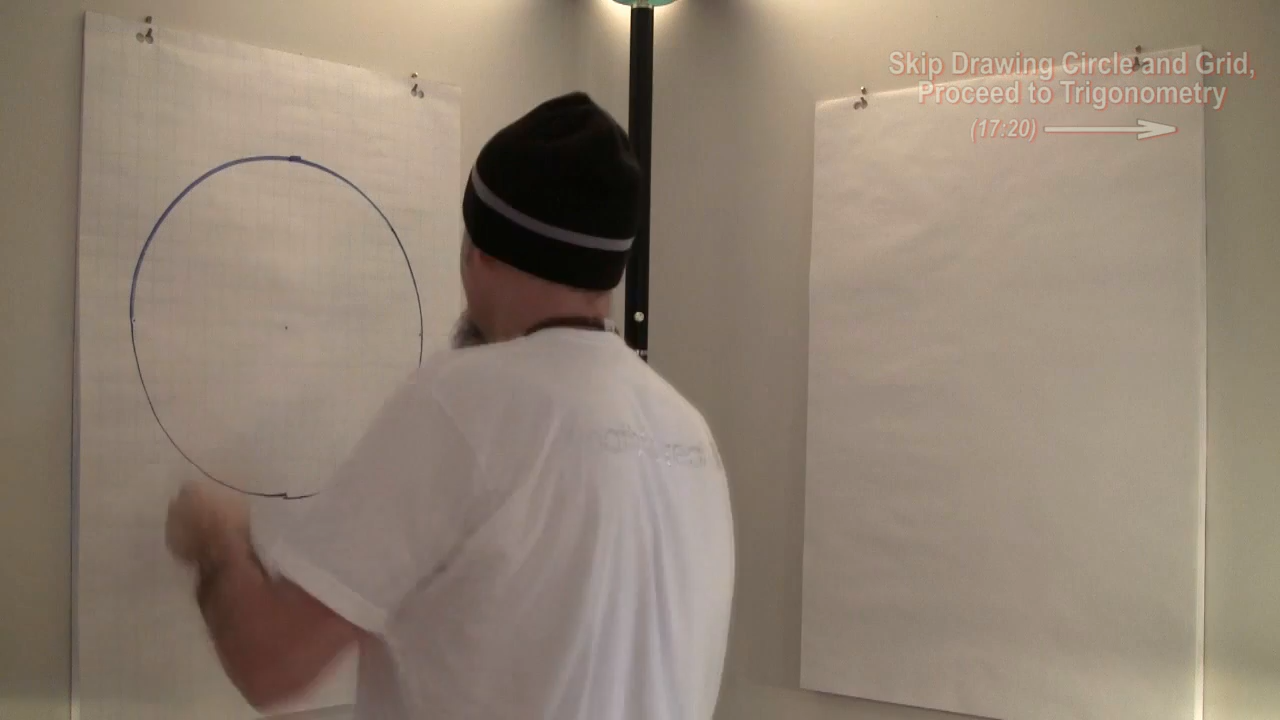 Skip Drawing Circle and Grid,
Proceed to Trigonometry
(17:20)